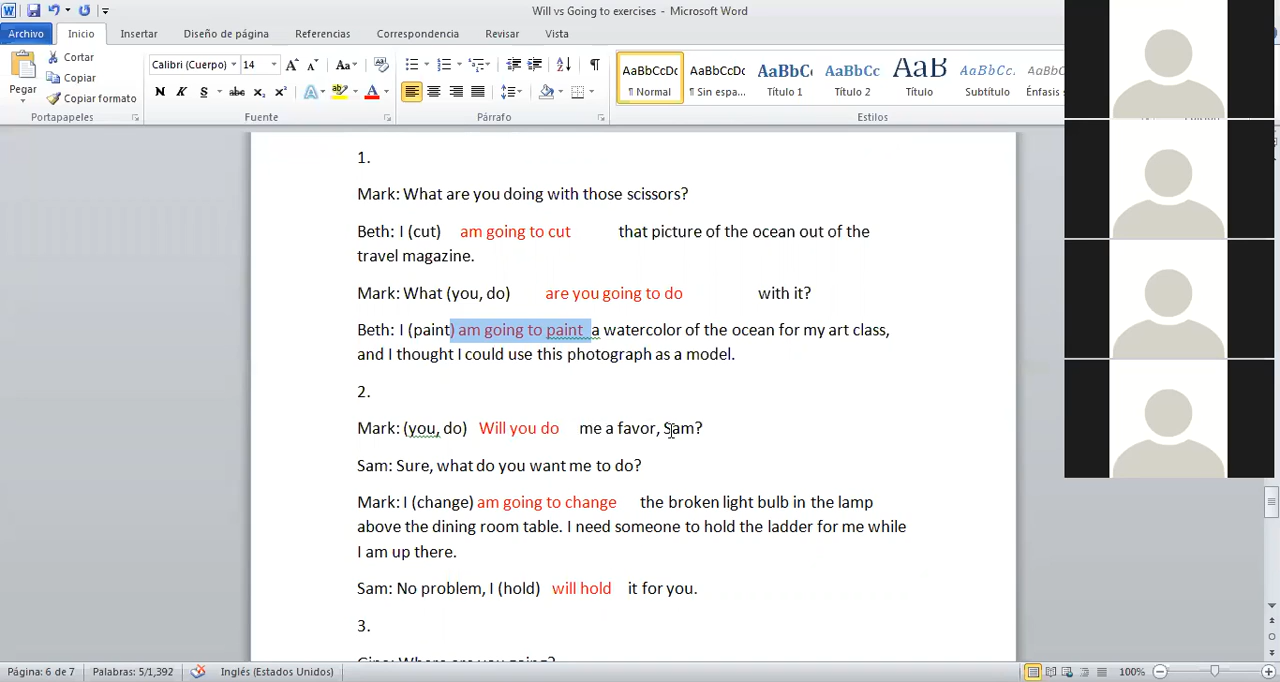 Will vs Going to exercises - Microsoft Word
Archivo Inicio Insertar Diseño de página Referencias Correspondencia Revisar Vista
Pegar
Cortar
Copiar
Copiar formato
Portapapeles
Calibri (Cuerpo) 14
Fuente
Párrafo
AaBbCcDc AaBbCcDc AaBbC AaBbCc AaB AaBbCc. AaBbCc
¶ Normal ¶ Sin espa... Título 1 Título 2 Título Subtítulo Énfasis
Estilos
1.
Mark: What are you doing with those scissors?
Beth: I (cut) am going to cut that picture of the ocean out of the
travel magazine.
Mark: What (you, do) are you going to do with it?
Beth: I (paint) am going to paint a watercolor of the ocean for my art class,
and I thought I could use this photograph as a model.
2.
Mark: (you, do) Will you do me a favor, Sam?
Sam: Sure, what do you want me to do?
Mark: I (change) am going to change the broken light bulb in the lamp
above the dining room table. I need someone to hold the ladder for me while
I am up there.
Sam: No problem, I (hold) will hold it for you.
3.
Gina: Where are you going?
Página: 6 de 7 Palabras: 5/1,392 Inglés (Estados Unidos) 100%